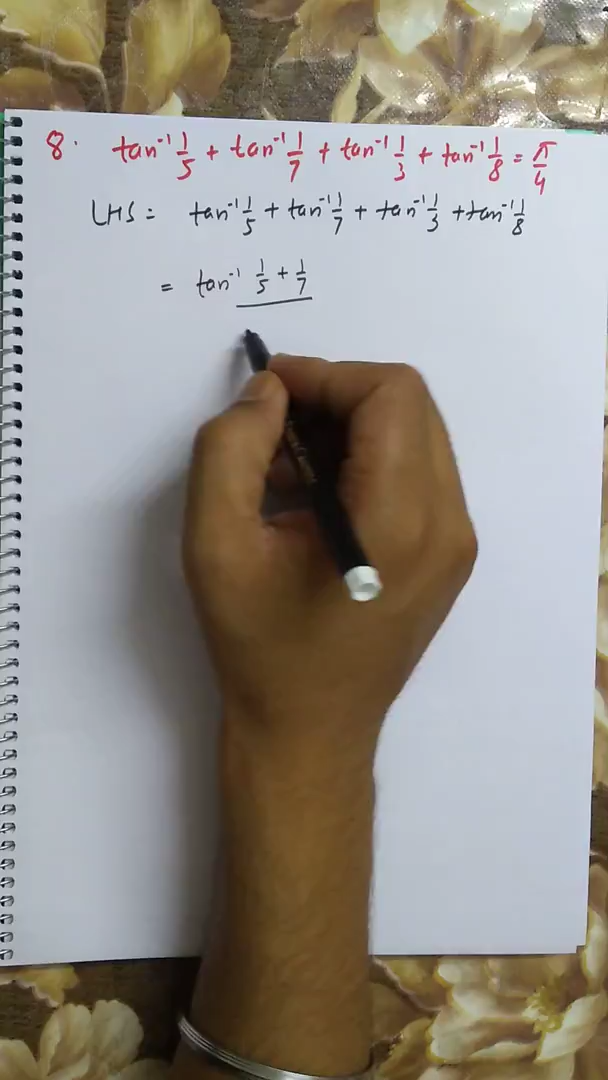 8. tan⁻¹ 1/5 + tan⁻¹ 1/7 + tan⁻¹ 1/3 + tan⁻¹ 1/8 = π/4
LHS = tan⁻¹ 1/5 + tan⁻¹ 1/7 + tan⁻¹ 1/3 + tan⁻¹ 1/8
= tan⁻¹ 1/5 + 1/7